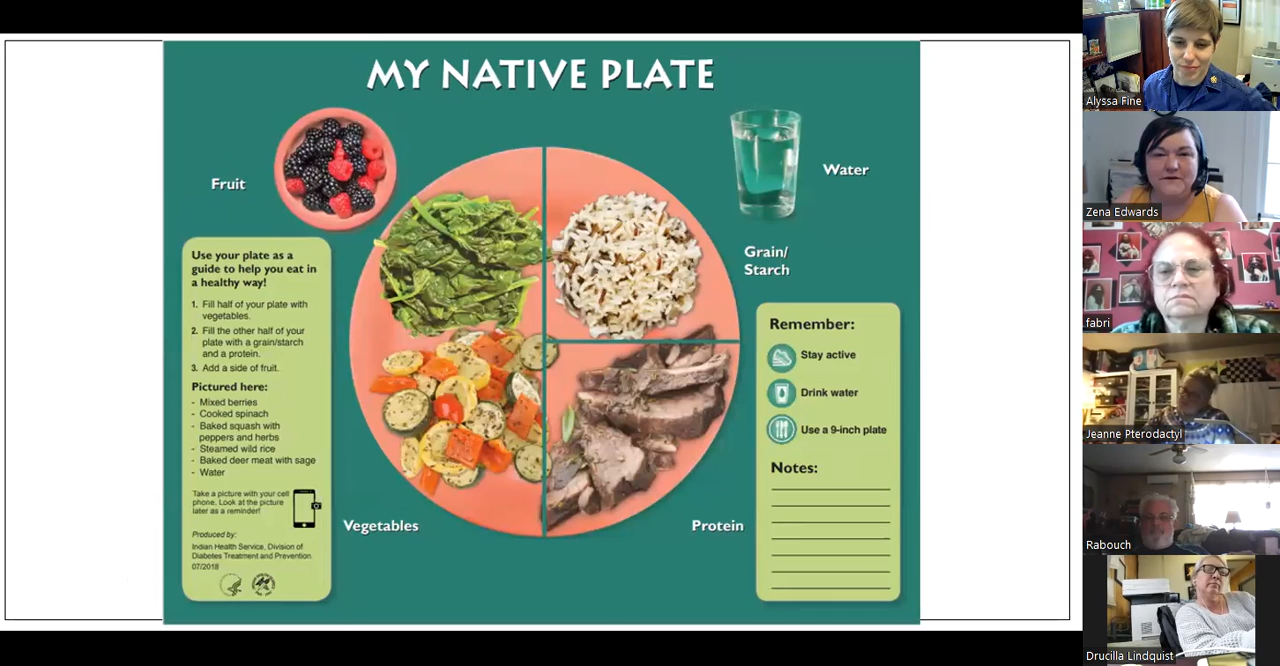 MY NATIVE PLATE
Fruit
Water
Grain/
Starch
Use your plate as a
guide to help you eat in
a healthy way!
1. Fill half of your plate with
vegetables.
2. Fill the other half of your
plate with a grain/starch
and a protein.
3. Add a side of fruit.
Pictured here:
- Mixed berries
- Cooked spinach
- Baked squash with
peppers and herbs
- Steamed wild rice
- Baked deer meat with sage
- Water
Take a picture with your cell
phone. Look at the picture
later as a reminder!
Produced by:
Indian Health Service, Division of
Diabetes Treatment and Prevention
07/2018
Vegetables
Protein
Remember:
Stay active
Drink water
Use a 9-inch plate
Notes:
Alyssa Fine
Zena Edwards
fabri
Jeanne Pterodactyl
Rabouch
Drucilla Lindquist